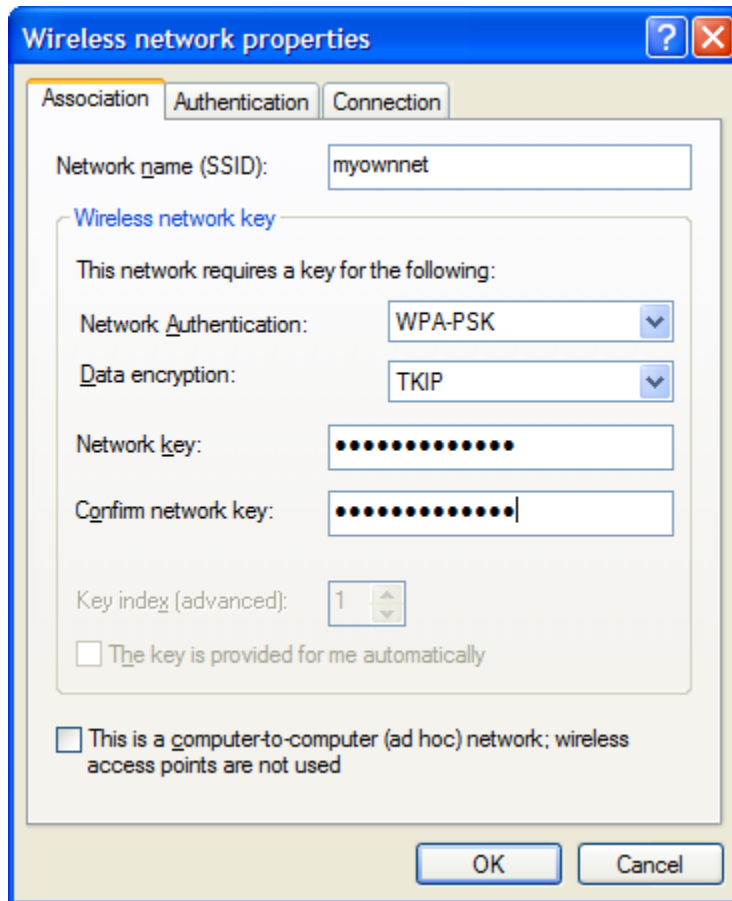 Wireless network properties
Association Authentication Connection
Network name (SSID): myownnet
Wireless network key
This network requires a key for the following:
Network Authentication: WPA-PSK
Data encryption: TKIP
Network key: •••••••••••••
Confirm network key: •••••••••••••
Key index (advanced): 1
The key is provided for me automatically
This is a computer-to-computer (ad hoc) network; wireless
access points are not used
OK Cancel